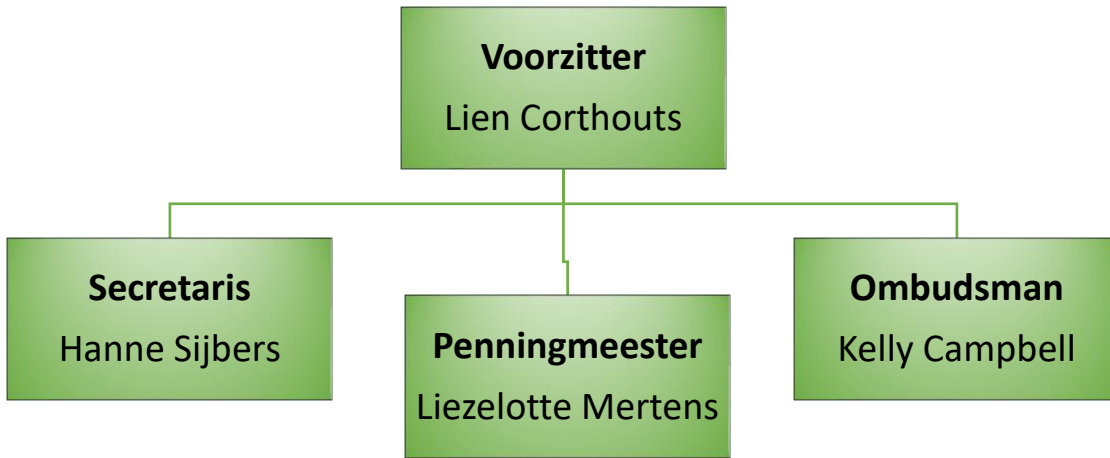 Voorzitter
Lien Corthouts
Secretaris
Hanne Sijbers
Penningmeester
Liezelotte Mertens
Ombudsman
Kelly Campbell